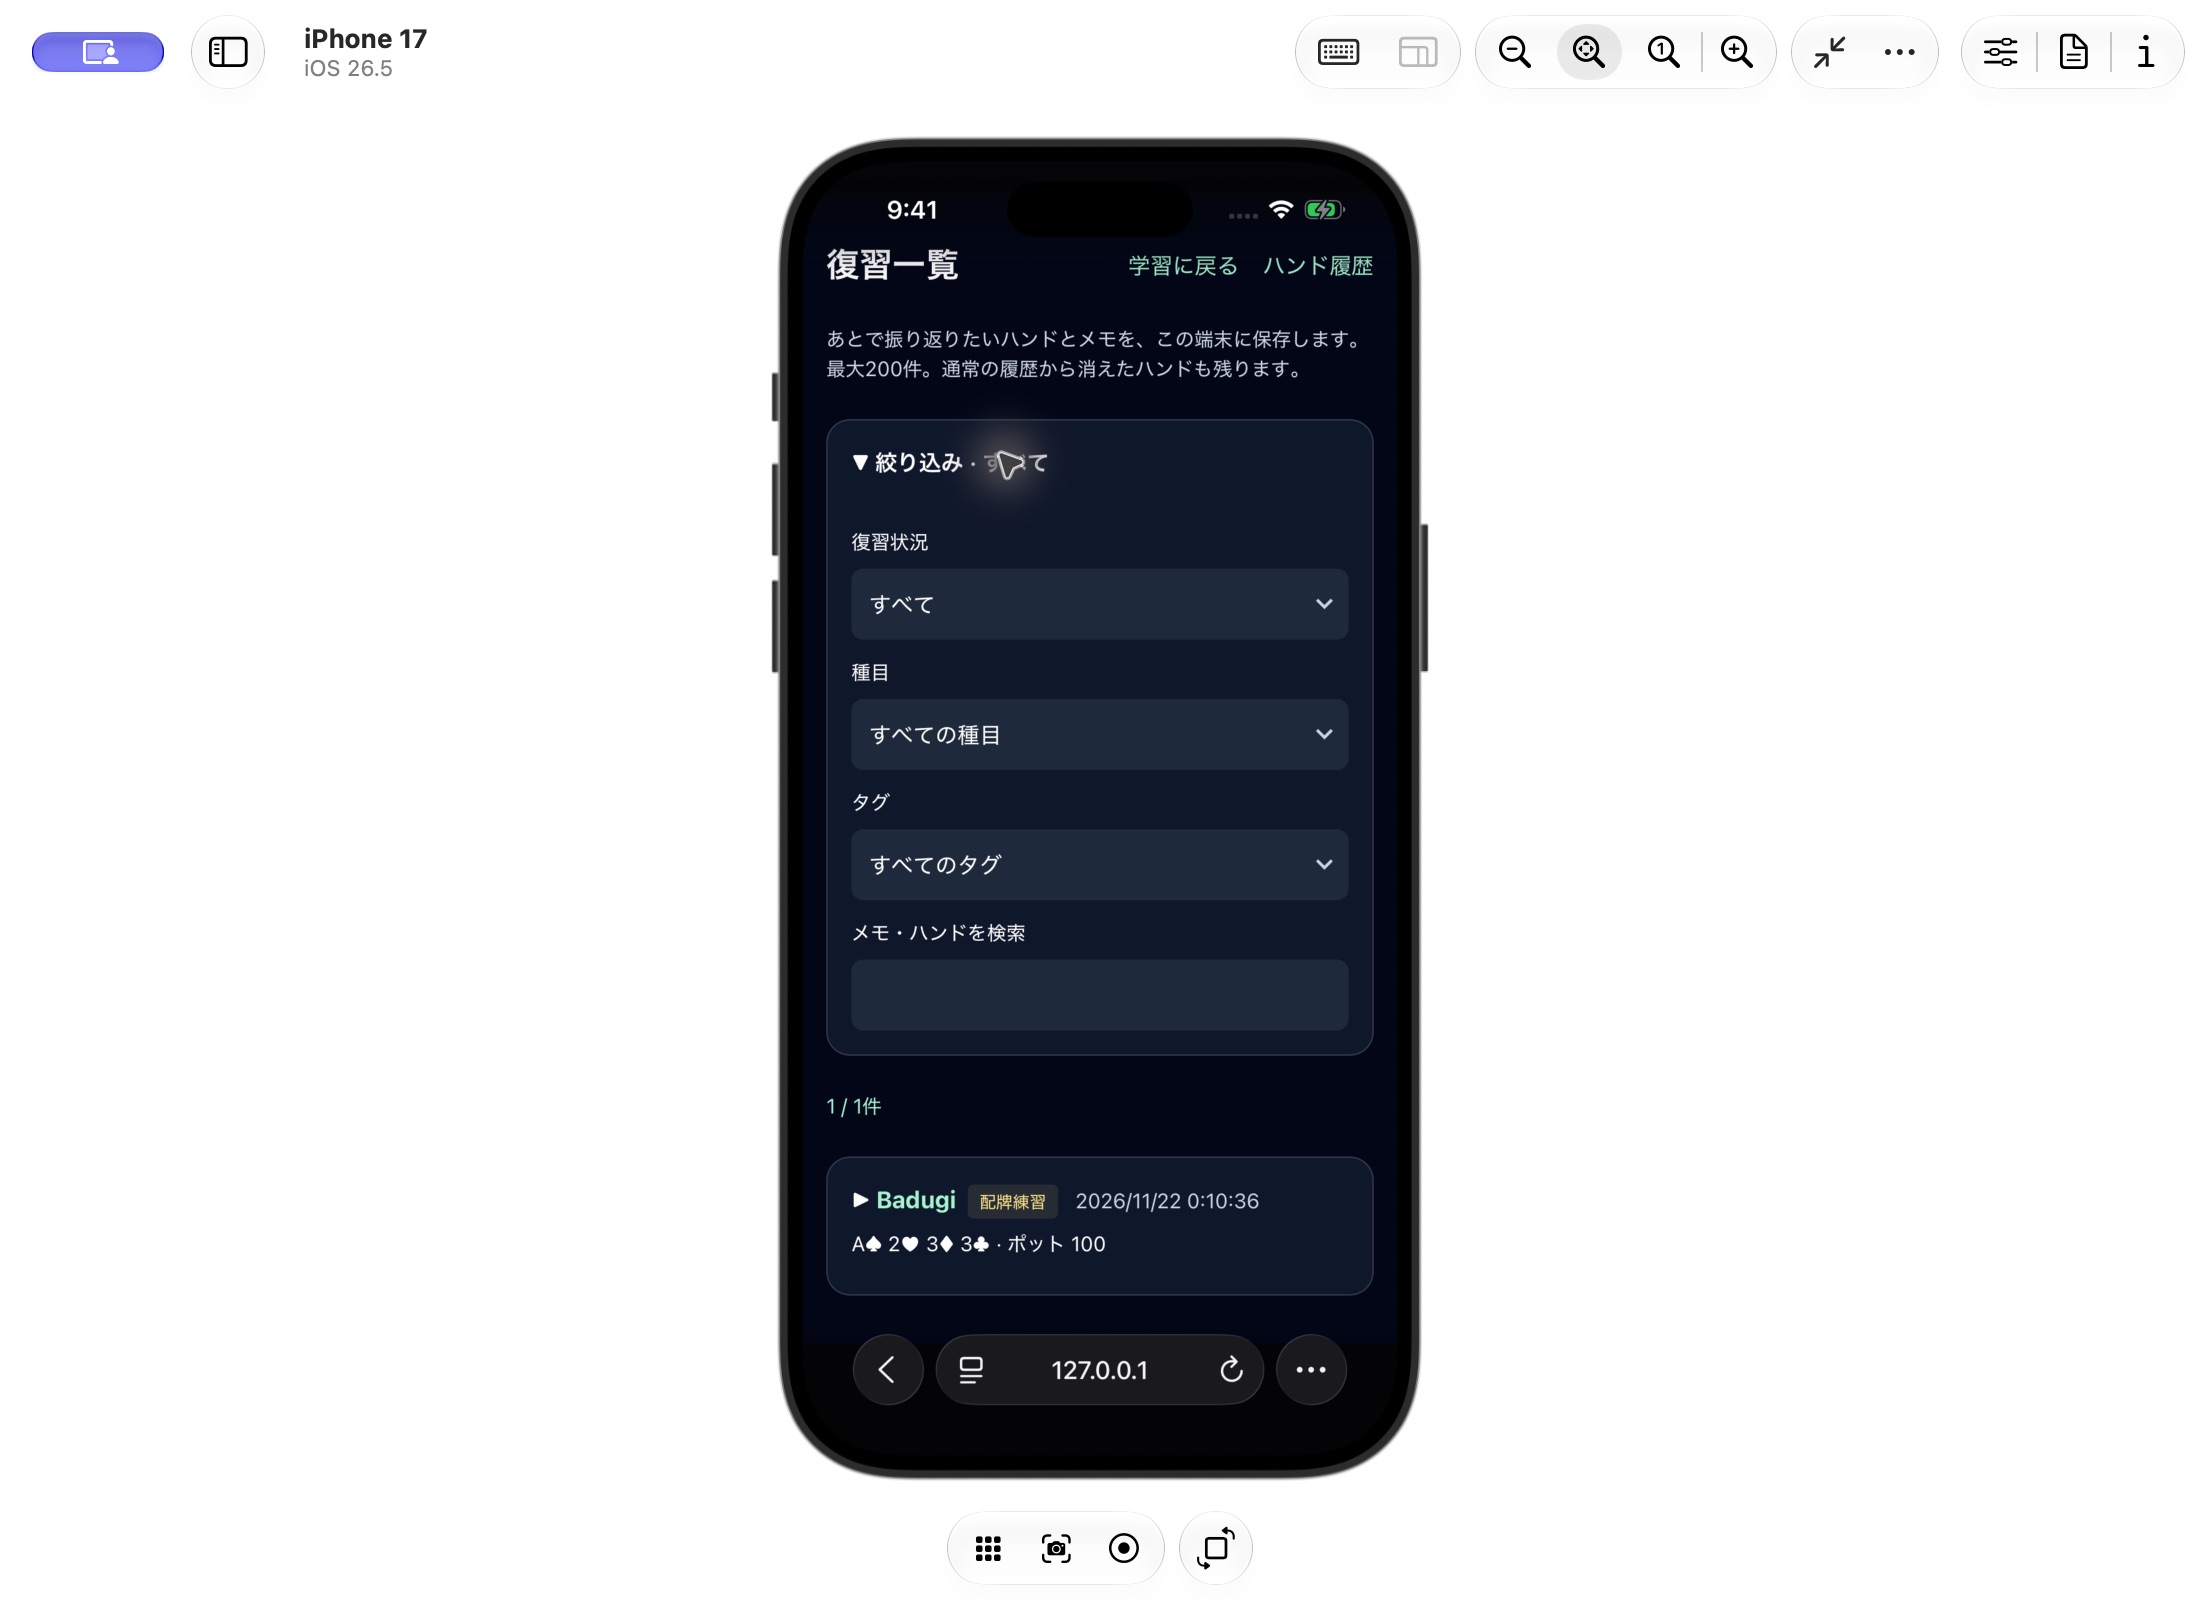 iPhone 17
iOS 26.5
9:41
復習一覧
学習に戻る
ハンド履歴
あとで振り返りたいハンドとメモを、この端末に保存します。
最大200件。通常の履歴から消えたハンドも残ります。
▼ 絞り込み · すべて
復習状況
すべて
種目
すべての種目
タグ
すべてのタグ
メモ・ハンドを検索
1 / 1件
▶ Badugi 配牌練習 2026/11/22 0:10:36
A♠ 2♥ 3♦ 3♣ · ポット 100
127.0.0.1